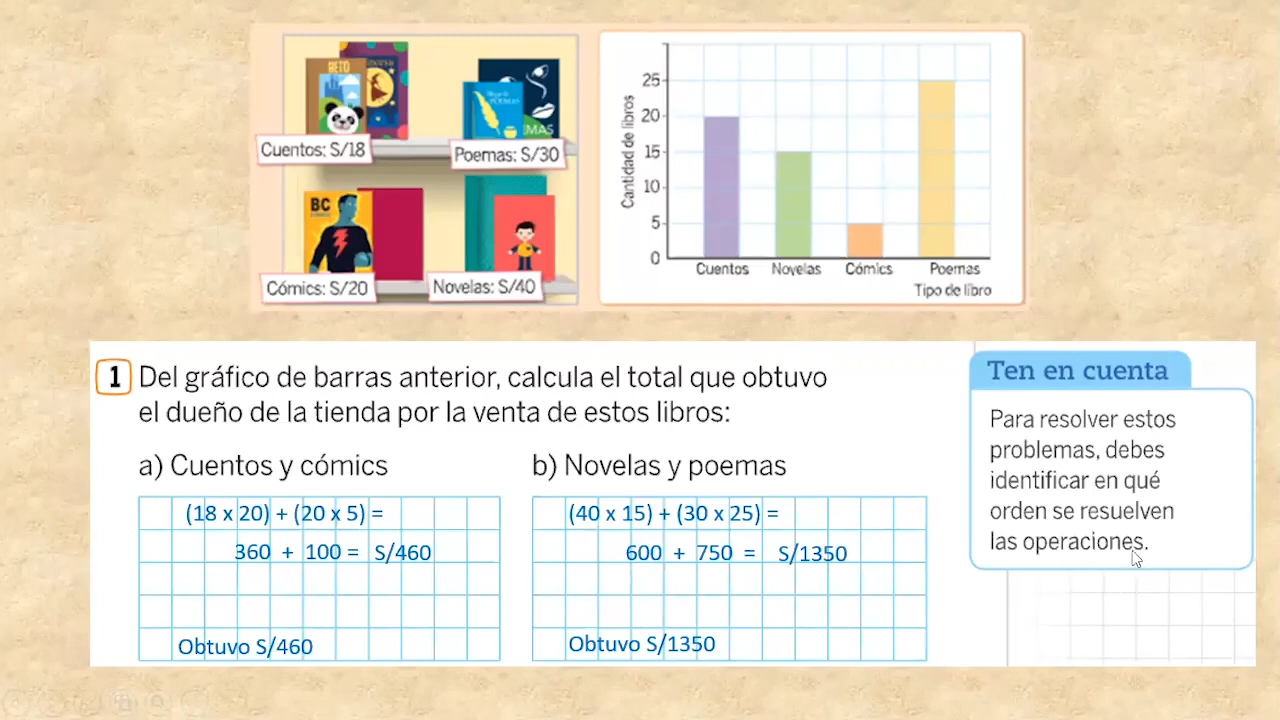 RETO
Cuentos: S/18
POEMAS
EMAS
Poemas: S/30
BC
Cómics: S/20
Novelas: S/40
Cantidad de libros
25
20
15
10
5
0
Cuentos Novelas Cómics Poemas
Tipo de libro
1 Del gráfico de barras anterior, calcula el total que obtuvo
el dueño de la tienda por la venta de estos libros:
a) Cuentos y cómics
(18 x 20) + (20 x 5) =
360 + 100 = S/460
Obtuvo S/460
b) Novelas y poemas
(40 x 15) + (30 x 25) =
600 + 750 = S/1350
Obtuvo S/1350
Ten en cuenta
Para resolver estos
problemas, debes
identificar en qué
orden se resuelven
las operaciones.